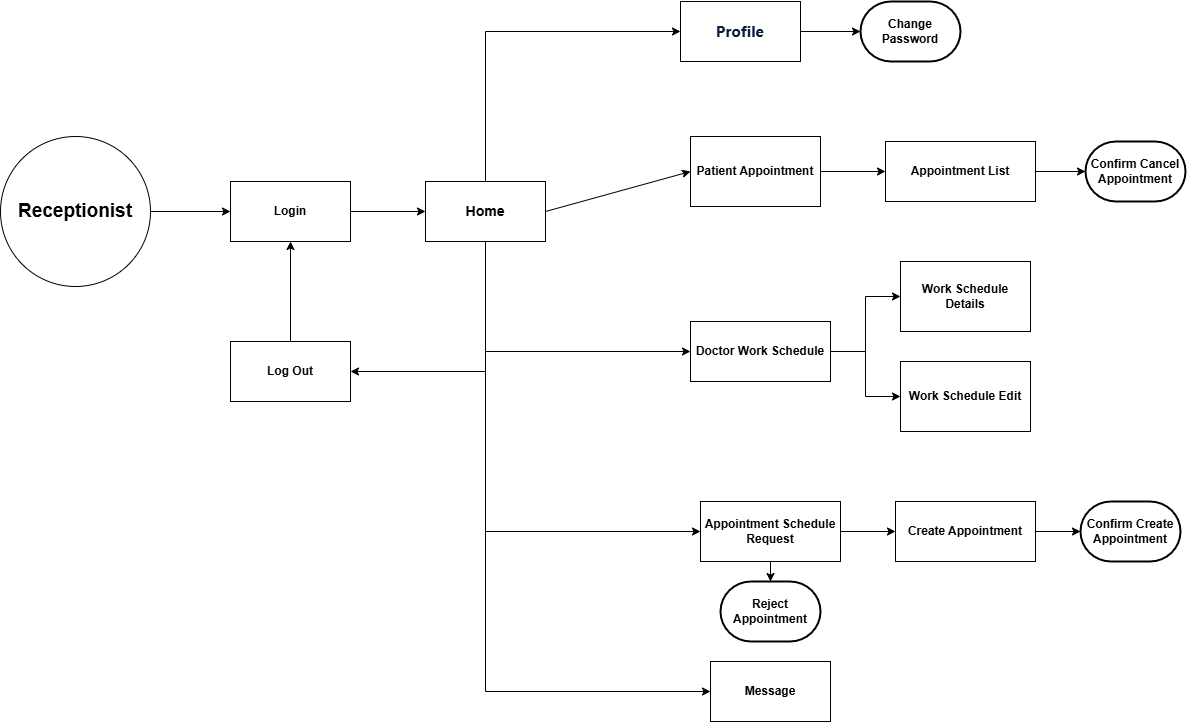 Profile
Change
Password
Receptionist
Login
Home
Patient Appointment
Appointment List
Confirm Cancel
Appointment
Log Out
Doctor Work Schedule
Work Schedule
Details
Work Schedule Edit
Appointment Schedule
Request
Create Appointment
Confirm Create
Appointment
Reject
Appointment
Message